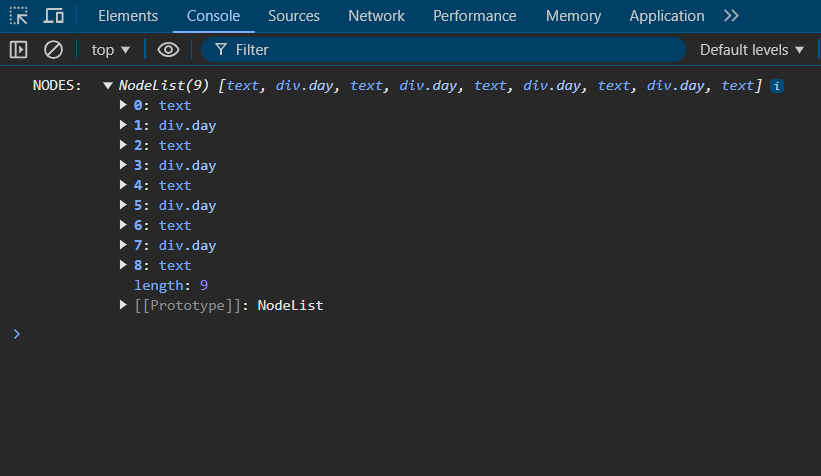 Elements Console Sources Network Performance Memory Application
top Filter Default levels
NODES: NodeList(9) [text, div.day, text, div.day, text, div.day, text, div.day, text] i
0: text
1: div.day
2: text
3: div.day
4: text
5: div.day
6: text
7: div.day
8: text
length: 9
[[Prototype]]: NodeList